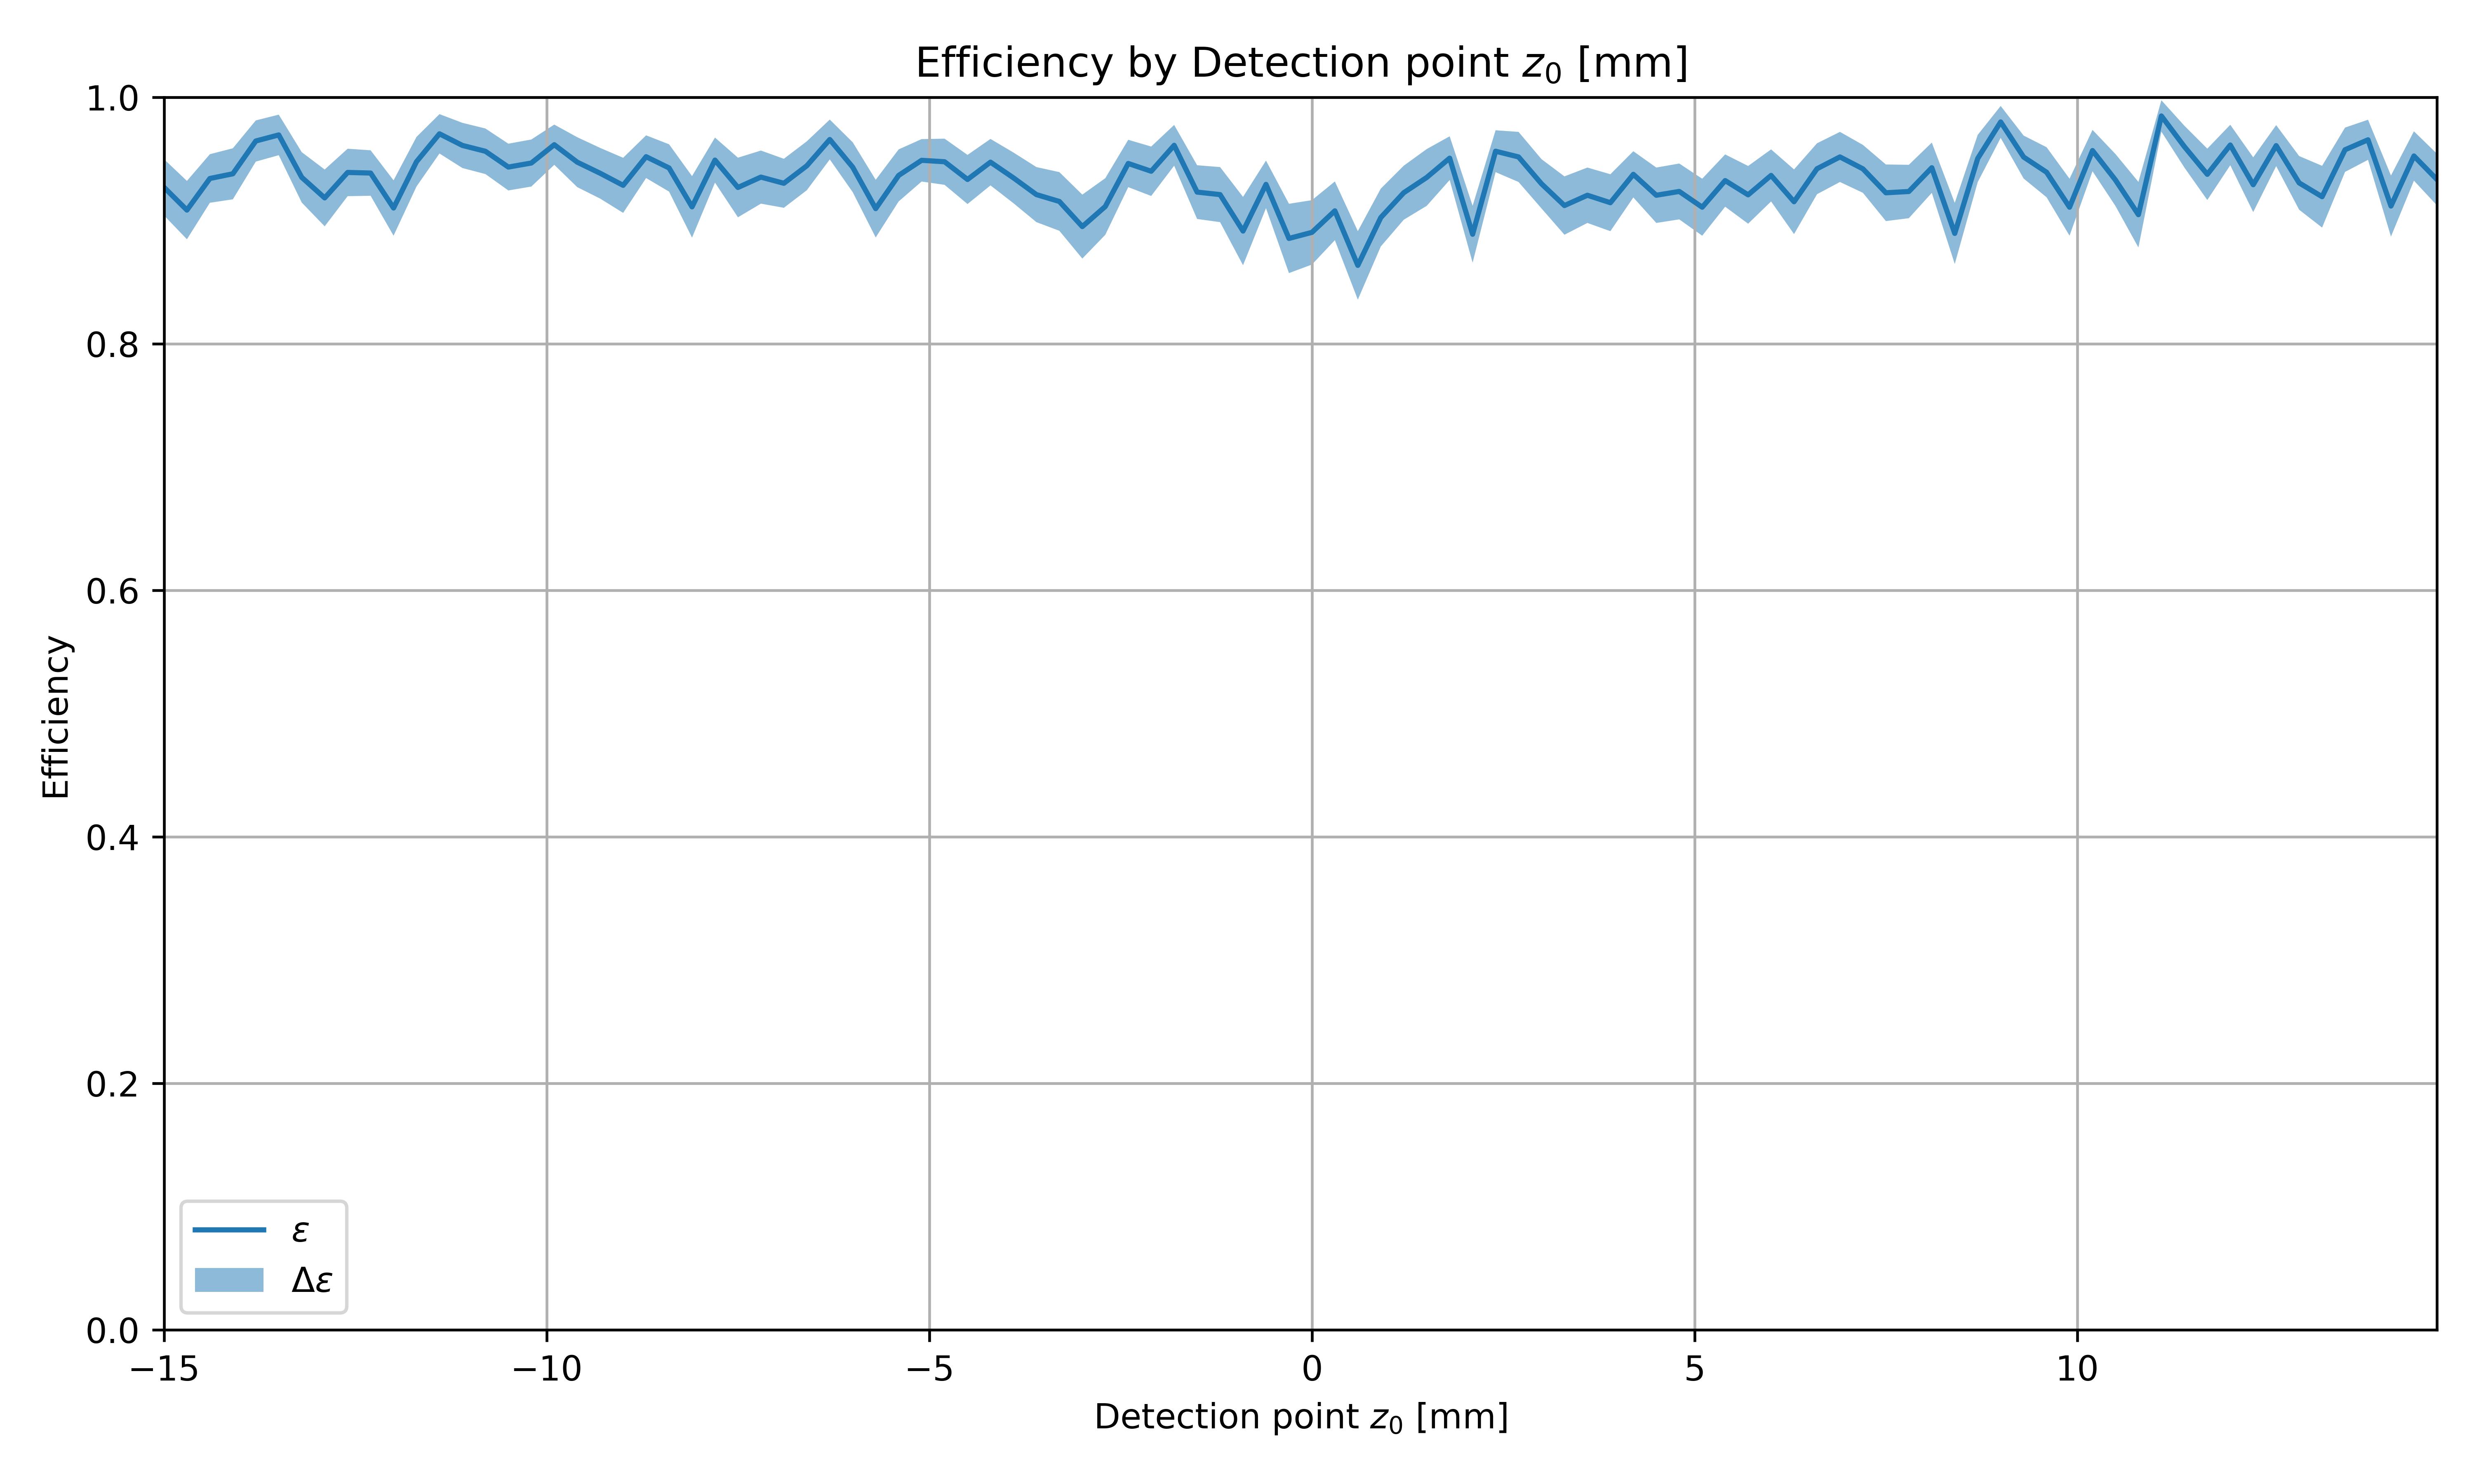 Efficiency by Detection point z₀ [mm]
1.0
0.8
0.6
0.4
0.2
0.0
Efficiency
ε
Δε
−15 −10 −5 0 5 10
Detection point z₀ [mm]